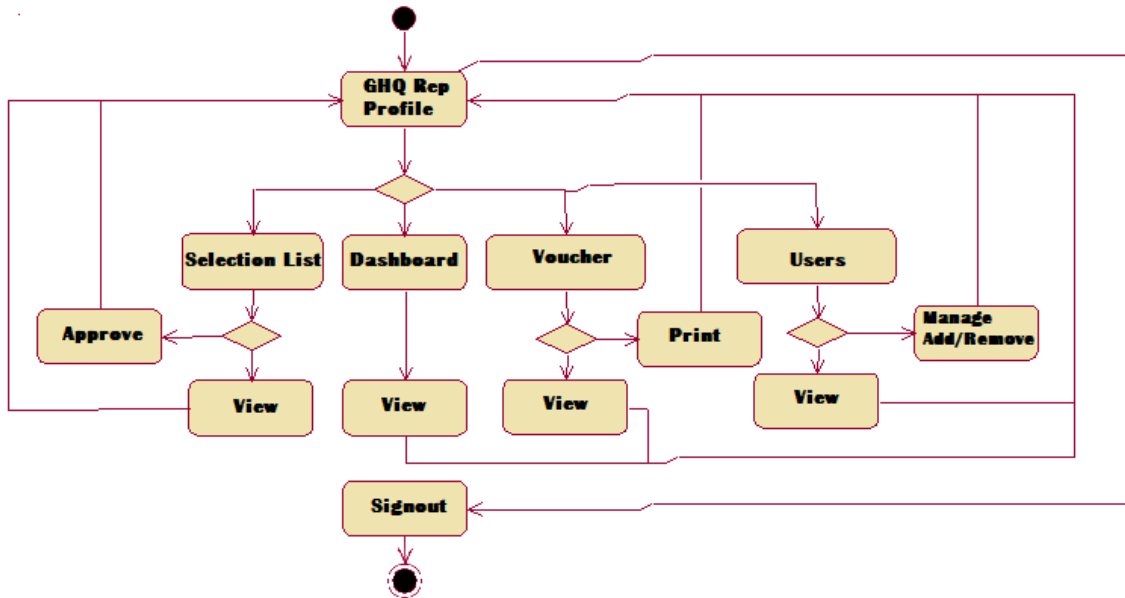 GHQ Rep
Profile
Selection List
Dashboard
Voucher
Users
Approve
Print
Manage
Add/Remove
View
View
View
View
Signout